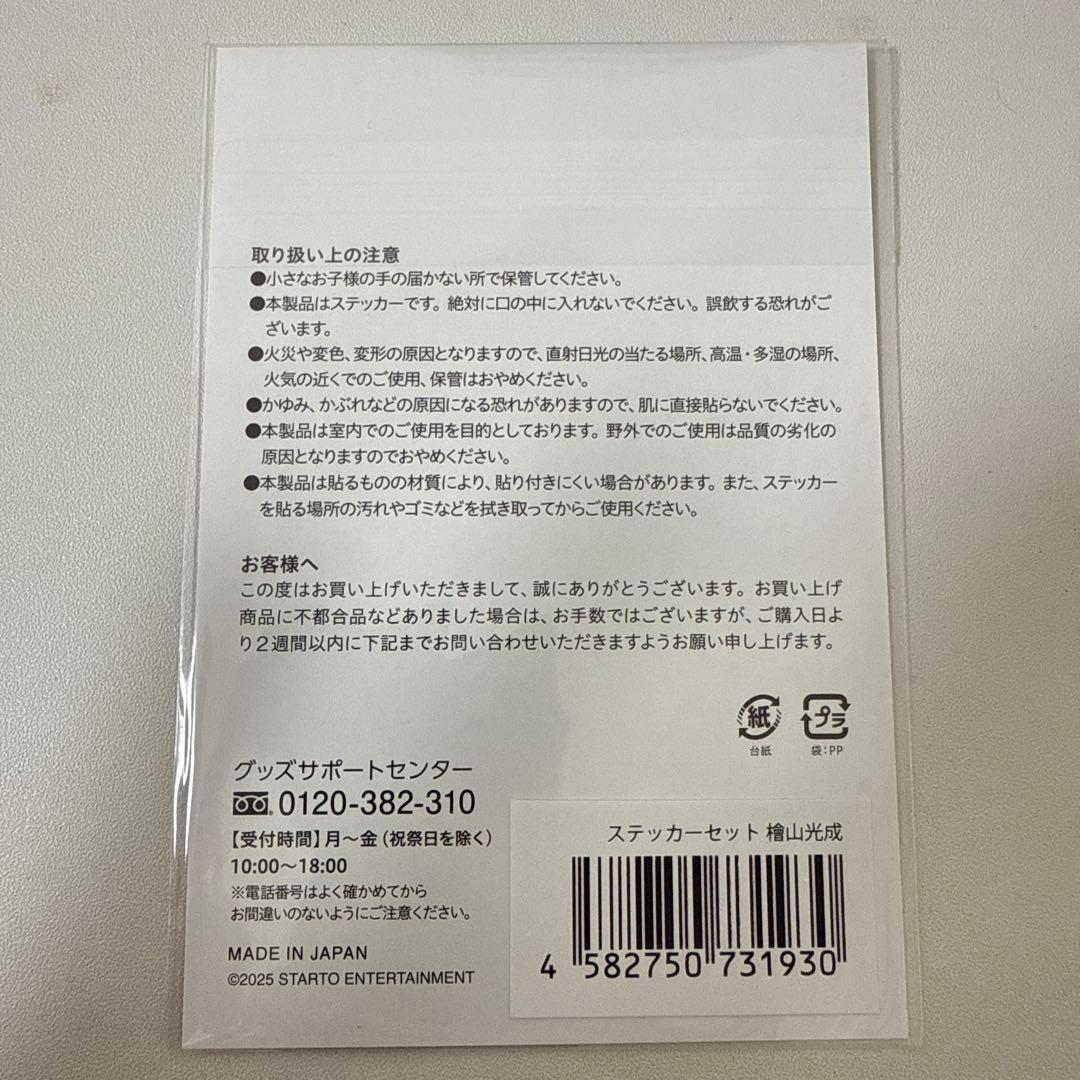 取り扱い上の注意
●小さなお子様の手の届かない所で保管してください。
●本製品はステッカーです。絶対に口の中に入れないでください。誤飲する恐れがご
ざいます。
●火災や変色、変形の原因となりますので、直射日光の当たる場所、高温・多湿の場所、
火気の近くでのご使用、保管はおやめください。
●かゆみ、かぶれなどの原因になる恐れがありますので、肌に直接貼らないでください。
●本製品は室内でのご使用を目的としております。野外でのご使用は品質の劣化の
原因となりますのでおやめください。
●本製品は貼るものの材質により、貼り付きにくい場合があります。また、ステッカー
を貼る場所の汚れやゴミなどを拭き取ってからご使用ください。
お客様へ
この度はお買い上げいただきまして、誠にありがとうございます。お買い上げ
商品に不都合品などありました場合は、お手数ではございますが、ご購入日よ
り2週間以内に下記までお問い合わせいただきますようお願い申し上げます。
紙
台紙
プラ
袋:PP
グッズサポートセンター
0120-382-310
【受付時間】月〜金(祝祭日を除く)
10:00〜18:00
※電話番号はよく確かめてから
お間違いのないようにご注意ください。
MADE IN JAPAN
©2025 STARTO ENTERTAINMENT
ステッカーセット 檜山光成
4 582750 731930